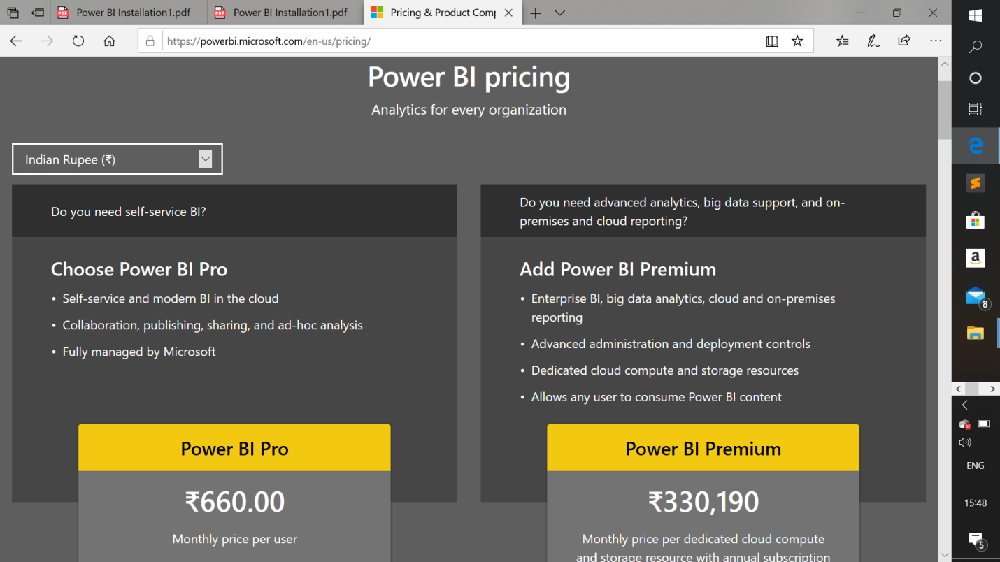 Power BI Installation1.pdf
Power BI Installation1.pdf
Pricing & Product Comp
https://powerbi.microsoft.com/en-us/pricing/
Power BI pricing
Analytics for every organization
Indian Rupee (₹)
Do you need self-service BI?
Choose Power BI Pro
• Self-service and modern BI in the cloud
• Collaboration, publishing, sharing, and ad-hoc analysis
• Fully managed by Microsoft
Power BI Pro
₹660.00
Monthly price per user
Do you need advanced analytics, big data support, and on-
premises and cloud reporting?
Add Power BI Premium
• Enterprise BI, big data analytics, cloud and on-premises
reporting
• Advanced administration and deployment controls
• Dedicated cloud compute and storage resources
• Allows any user to consume Power BI content
Power BI Premium
₹330,190
Monthly price per dedicated cloud compute
and storage resource with annual subscription
8
ENG
15:48
5